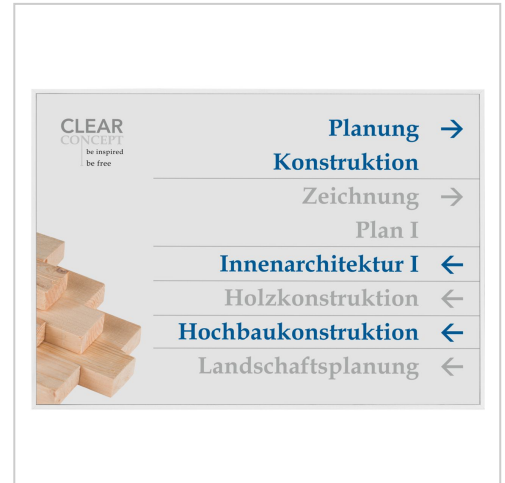 CLEAR
CONCEPT
be inspired
be free
Planung →
Konstruktion
Zeichnung →
Plan I
Innenarchitektur I ←
Holzkonstruktion ←
Hochbaukonstruktion ←
Landschaftsplanung ←